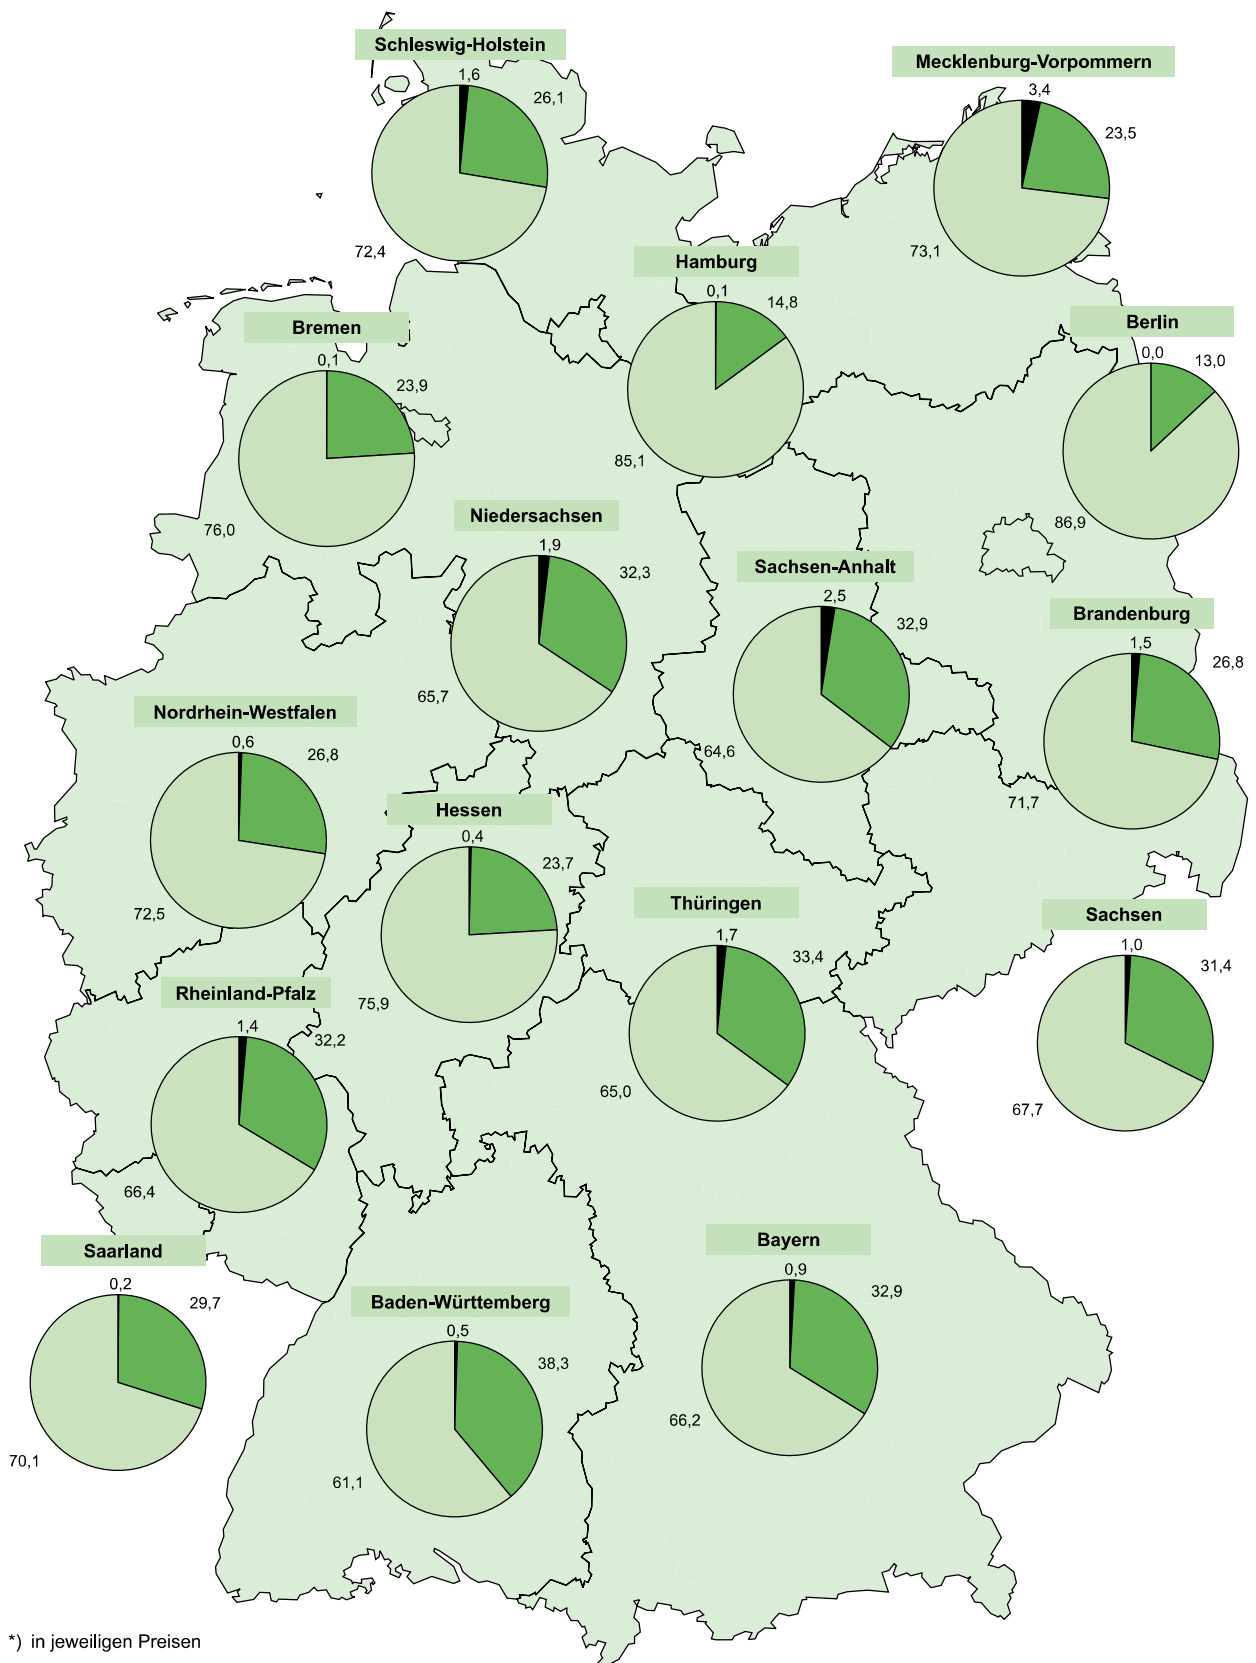 Schleswig-Holstein
1,6
26,1
72,4
Mecklenburg-Vorpommern
3,4
23,5
73,1
Hamburg
0,1
14,8
85,1
Bremen
0,1
23,9
76,0
Berlin
0,0
13,0
86,9
Niedersachsen
1,9
32,3
65,7
Sachsen-Anhalt
2,5
32,9
64,6
Brandenburg
1,5
26,8
71,7
Nordrhein-Westfalen
0,6
26,8
72,5
Hessen
0,4
23,7
75,9
Thüringen
1,7
33,4
65,0
Sachsen
1,0
31,4
67,7
Rheinland-Pfalz
1,4
32,2
66,4
Saarland
0,2
29,7
70,1
Baden-Württemberg
0,5
38,3
61,1
Bayern
0,9
32,9
66,2
*) in jeweiligen Preisen